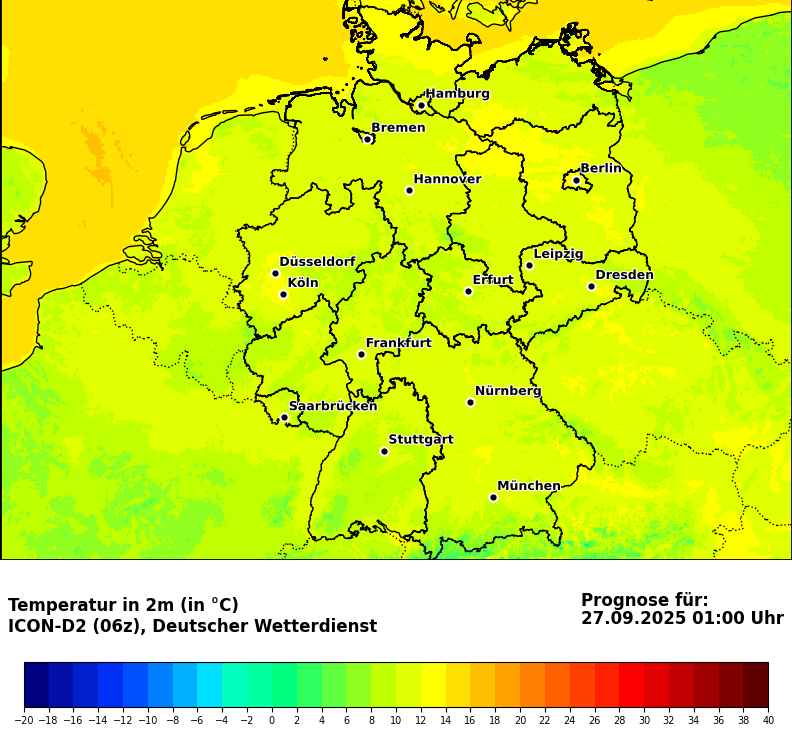 Hamburg
Bremen
Hannover
Berlin
Düsseldorf
Köln
Leipzig
Erfurt
Dresden
Frankfurt
Nürnberg
Saarbrücken
Stuttgart
München
Temperatur in 2m (in °C)
ICON-D2 (06z), Deutscher Wetterdienst
Prognose für:
27.09.2025 01:00 Uhr
−20 −18 −16 −14 −12 −10 −8 −6 −4 −2 0 2 4 6 8 10 12 14 16 18 20 22 24 26 28 30 32 34 36 38 40